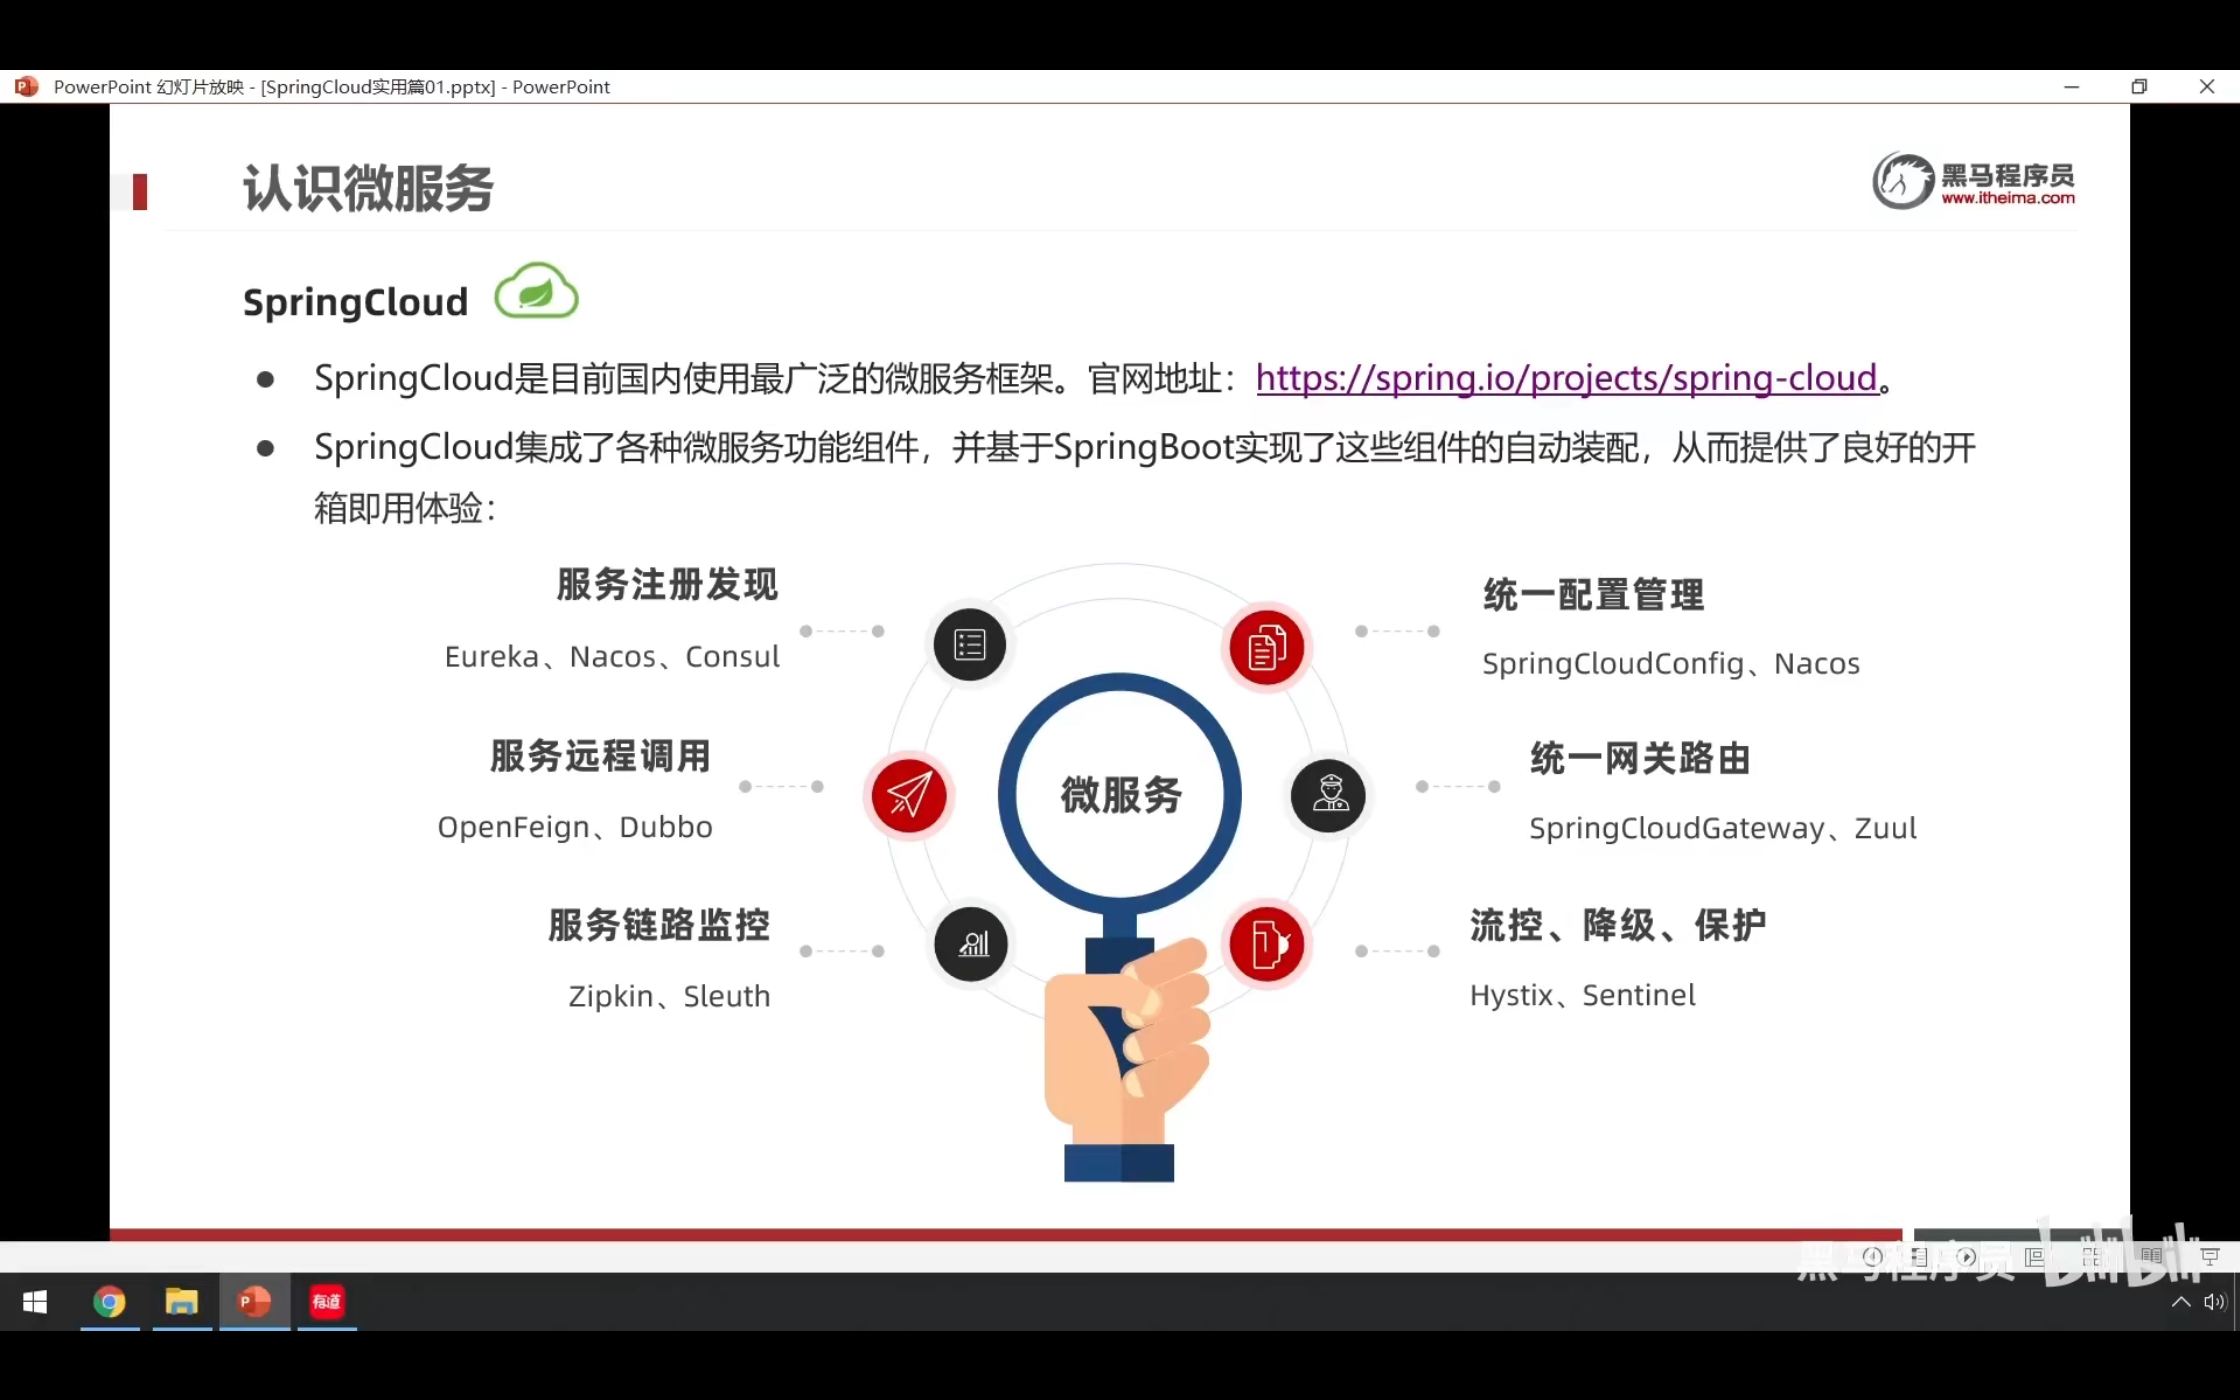 PowerPoint 幻灯片放映 - [SpringCloud实用篇01.pptx] - PowerPoint
认识微服务
黑马程序员
www.itheima.com
SpringCloud
SpringCloud是目前国内使用最广泛的微服务框架。官网地址：https://spring.io/projects/spring-cloud。
SpringCloud集成了各种微服务功能组件，并基于SpringBoot实现了这些组件的自动装配，从而提供了良好的开
箱即用体验：
服务注册发现
Eureka、Nacos、Consul
服务远程调用
OpenFeign、Dubbo
服务链路监控
Zipkin、Sleuth
微服务
统一配置管理
SpringCloudConfig、Nacos
统一网关路由
SpringCloudGateway、Zuul
流控、降级、保护
Hystix、Sentinel
黑马程序员 bilibili
有道